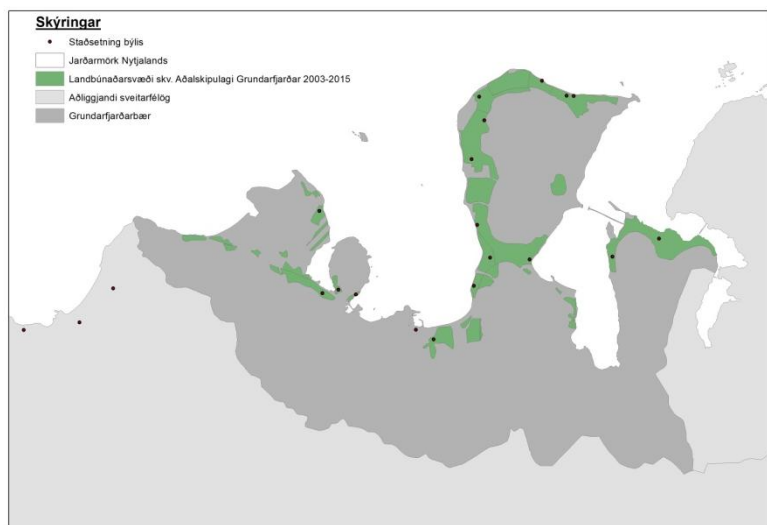 Skýringar
Staðsetning býlis
Jarðarmörk Nytjalands
Landbúnaðarsvæði skv. Aðalskipulagi Grundarfjarðar 2003-2015
Aðliggjandi sveitarfélög
Grundarfjarðarbær